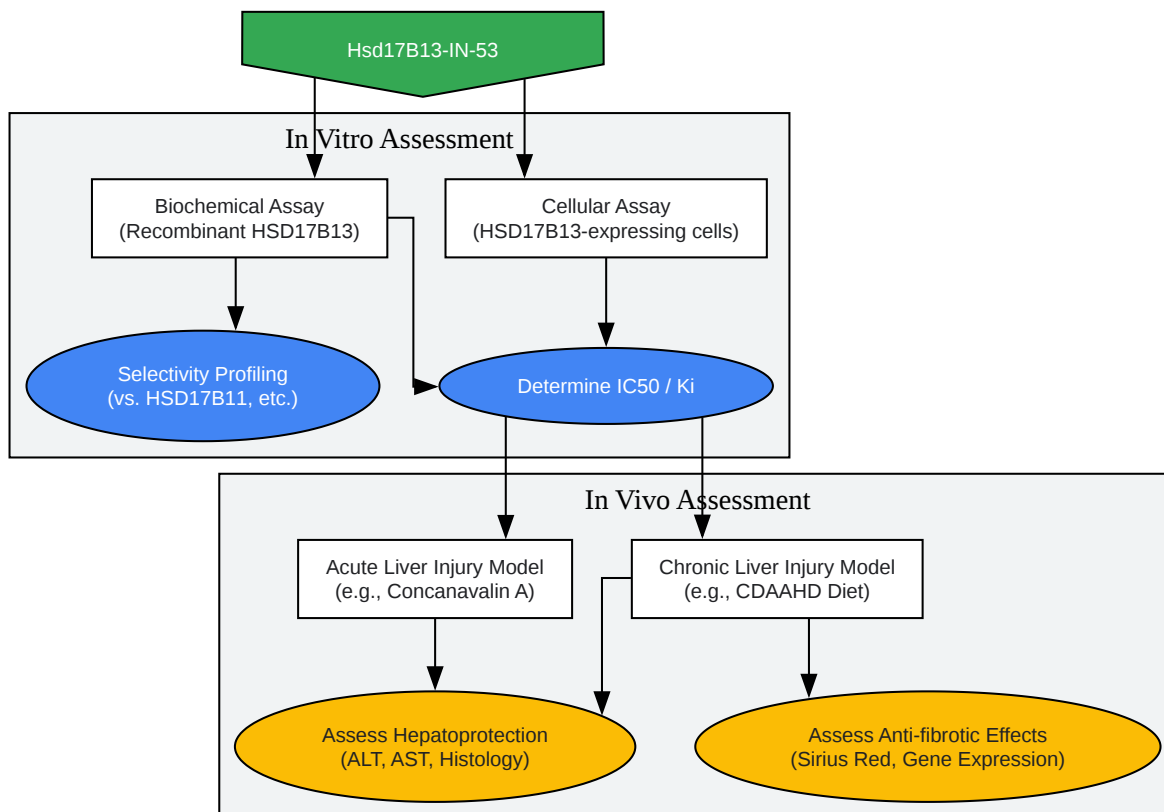 Hsd17B13-IN-53
In Vitro Assessment
Biochemical Assay
(Recombinant HSD17B13)
Cellular Assay
(HSD17B13-expressing cells)
Selectivity Profiling
(vs. HSD17B11, etc.)
Determine IC50 / Ki
In Vivo Assessment
Acute Liver Injury Model
(e.g., Concanavalin A)
Chronic Liver Injury Model
(e.g., CDAAHD Diet)
Assess Hepatoprotection
(ALT, AST, Histology)
Assess Anti-fibrotic Effects
(Sirius Red, Gene Expression)